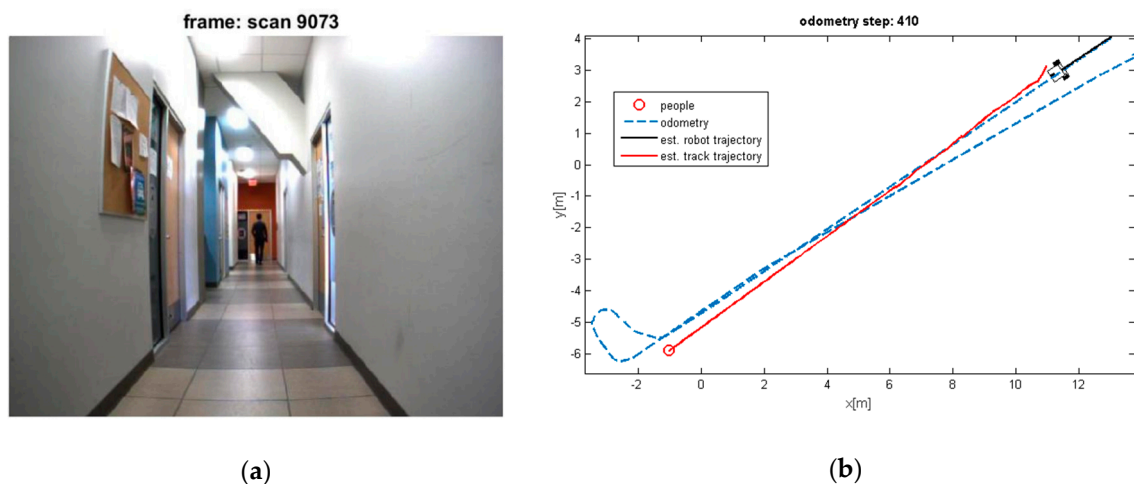 frame: scan 9073
odometry step: 410
4
3
2
1
0
-1
-2
-3
-4
-5
-6
y[m]
people
odometry
est. robot trajectory
est. track trajectory
-2 0 2 4 6 8 10 12
x[m]
(a)
(b)